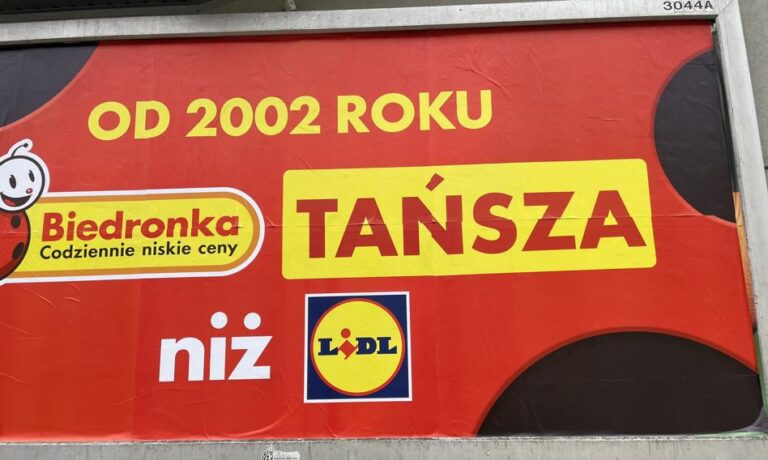 3044A
OD 2002 ROKU
Biedronka
Codziennie niskie ceny
TAŃSZA
niż
LIDL